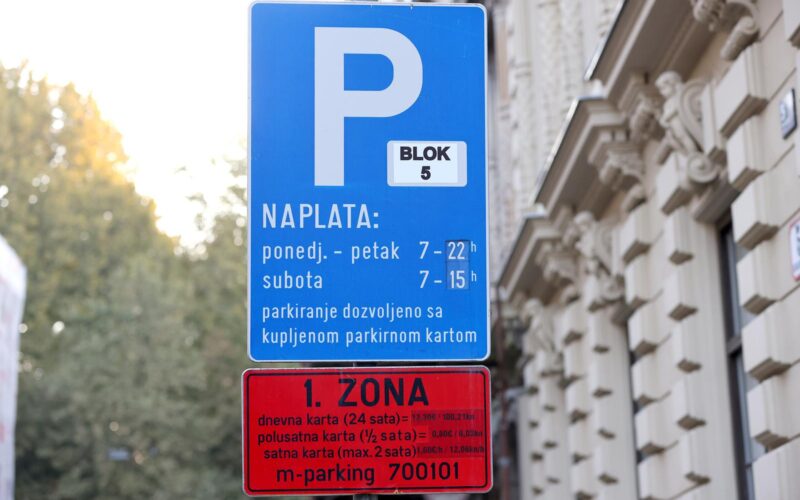 P
BLOK
5
NAPLATA:
ponedj. – petak 7 – 22 h
subota 7 – 15 h
parkiranje dozvoljeno sa
kupljenom parkirnom kartom
1. ZONA
dnevna karta (24 sata)=
polusatna karta (½ sata)=
satna karta (max. 2 sata)=
m-parking 700101